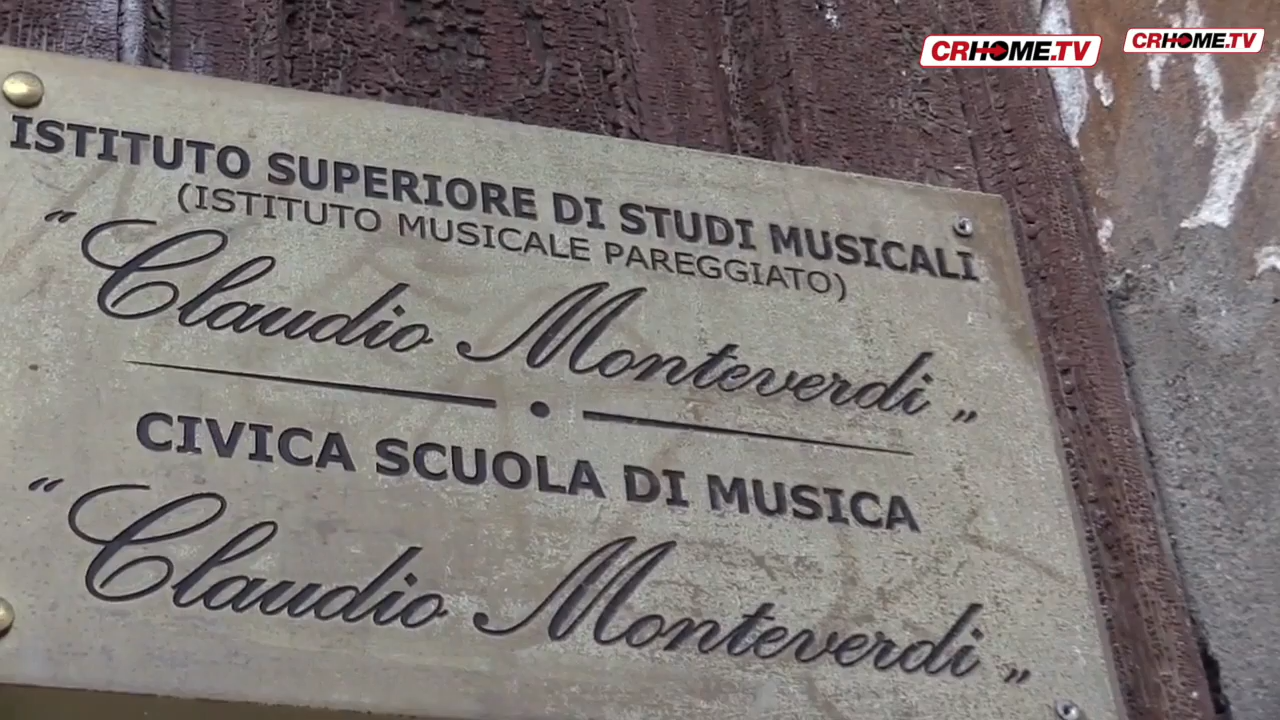 CRHOME.TV
CRHOME.TV
ISTITUTO SUPERIORE DI STUDI MUSICALI
(ISTITUTO MUSICALE PAREGGIATO)
“Claudio Monteverdi„
CIVICA SCUOLA DI MUSICA
“Claudio Monteverdi„